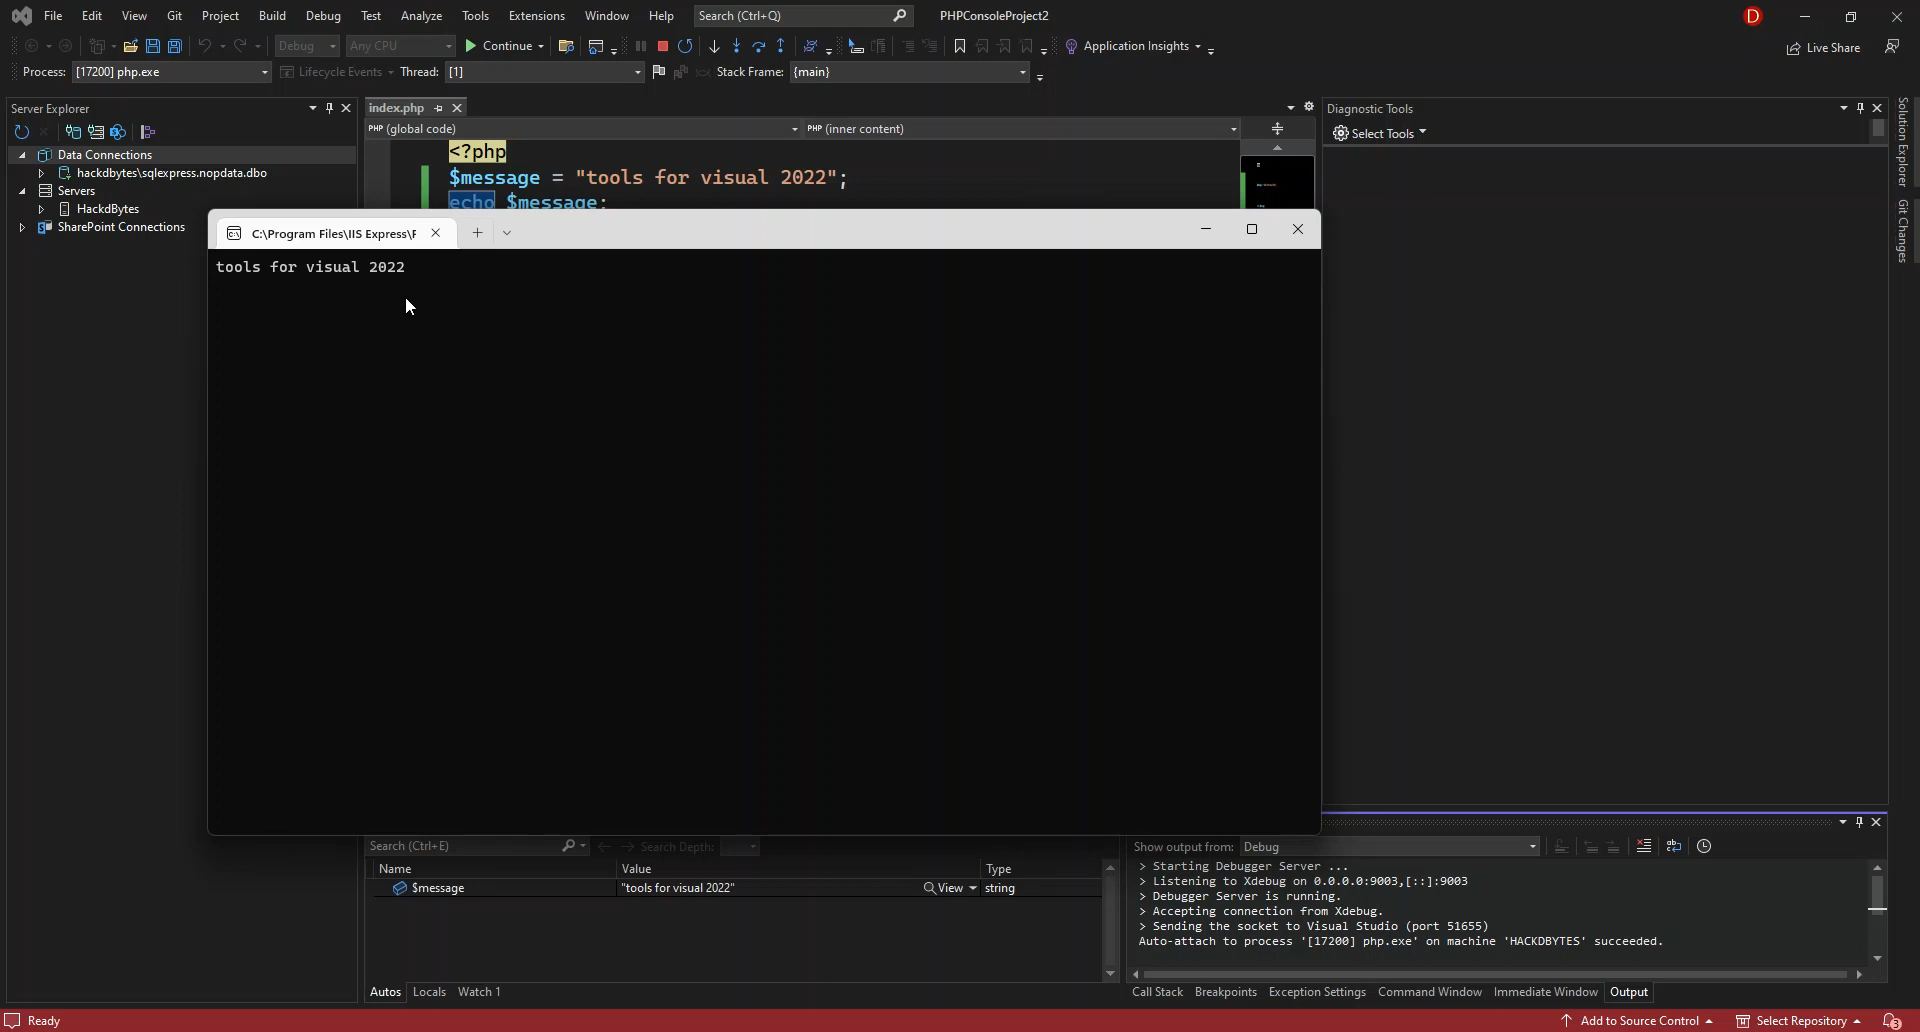 File Edit View Git Project Build Debug Test Analyze Tools Extensions Window Help Search (Ctrl+Q) PHPConsoleProject2 D
Debug Any CPU Continue Application Insights Live Share
Process: [17200] php.exe Lifecycle Events Thread: [1] Stack Frame: {main}
Server Explorer
Data Connections
hackdbytes\sqlexpress.nopdata.dbo
Servers
HackdBytes
SharePoint Connections
index.php
PHP (global code) PHP (inner content)
<?php
$message = "tools for visual 2022";
echo $message;
C:\Program Files\IIS Express\F
tools for visual 2022
Diagnostic Tools
Select Tools
Solution Explorer
Git Changes
Search (Ctrl+E) Search Depth:
Name Value Type
$message "tools for visual 2022" View string
Autos Locals Watch 1
Show output from: Debug
> Starting Debugger Server ...
> Listening to Xdebug on 0.0.0.0:9003,[::]:9003
> Debugger Server is running.
> Accepting connection from Xdebug.
> Sending the socket to Visual Studio (port 51655)
Auto-attach to process '[17200] php.exe' on machine 'HACKDBYTES' succeeded.
Call Stack Breakpoints Exception Settings Command Window Immediate Window Output
Ready Add to Source Control Select Repository 3